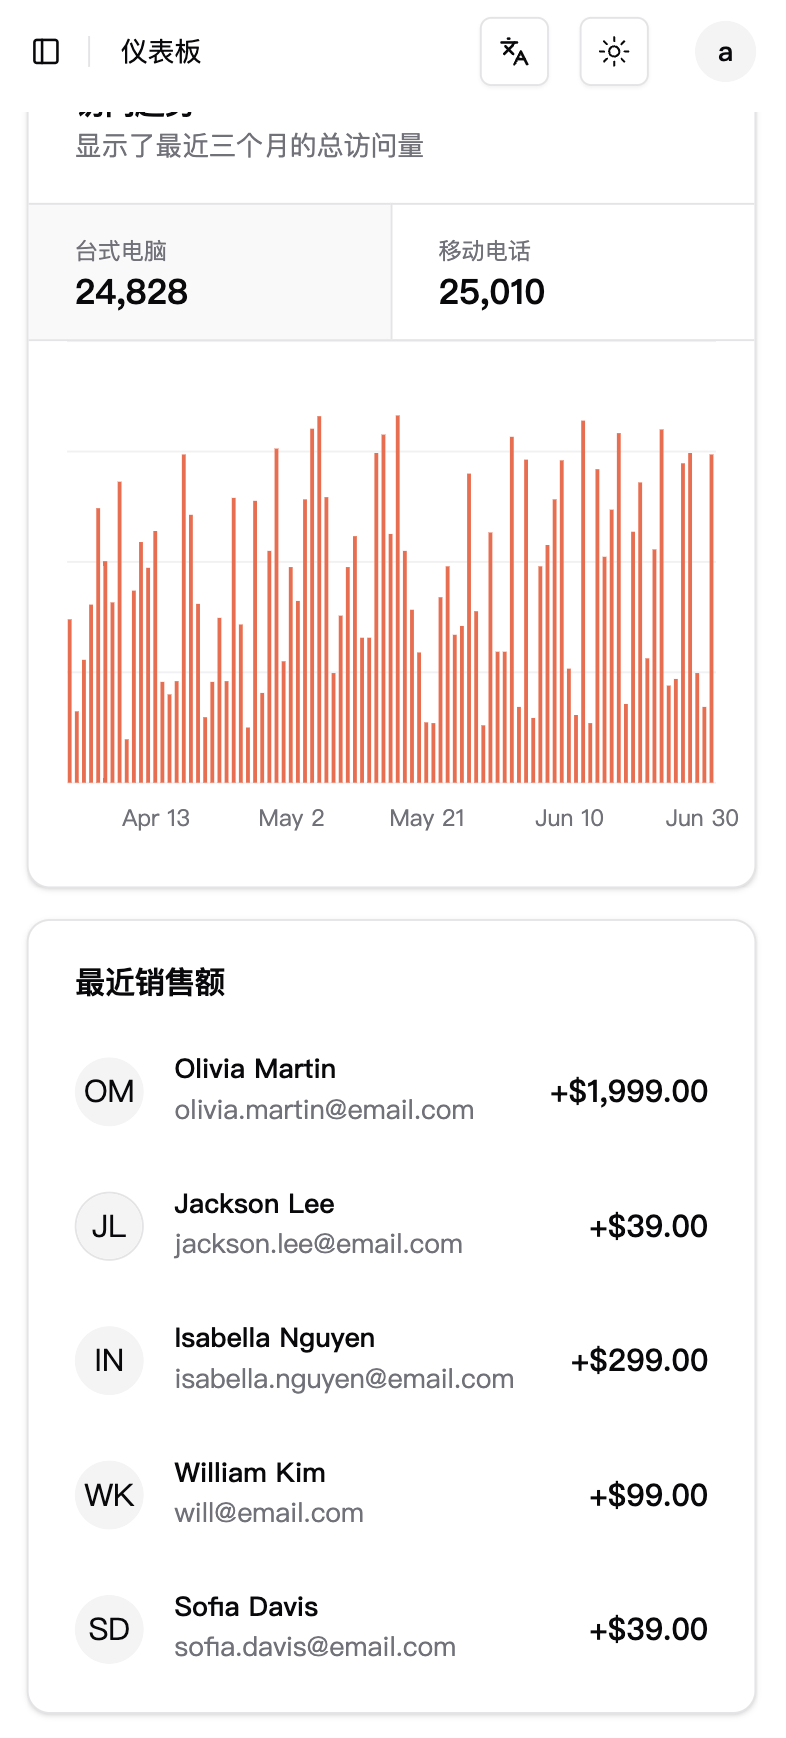 仪表板
a
显示了最近三个月的总访问量
台式电脑
24,828
移动电话
25,010
Apr 13
May 2
May 21
Jun 10
Jun 30
最近销售额
OM
Olivia Martin
olivia.martin@email.com
+$1,999.00
JL
Jackson Lee
jackson.lee@email.com
+$39.00
IN
Isabella Nguyen
isabella.nguyen@email.com
+$299.00
WK
William Kim
will@email.com
+$99.00
SD
Sofia Davis
sofia.davis@email.com
+$39.00